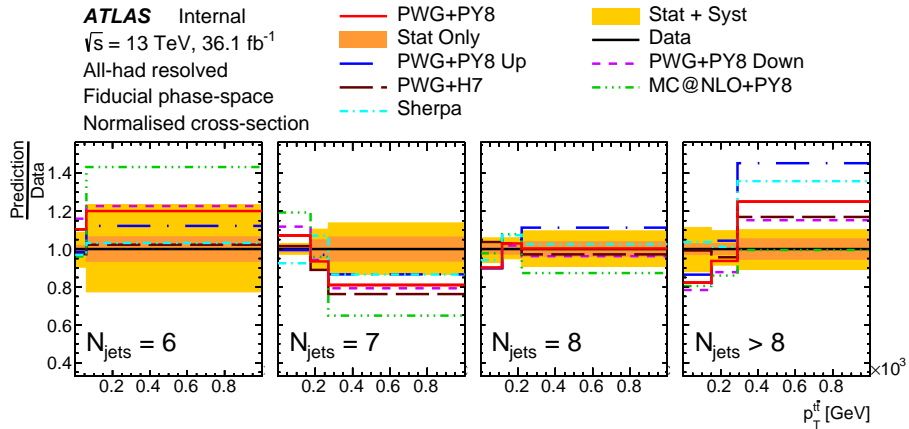 ATLAS Internal
√s = 13 TeV, 36.1 fb⁻¹
All-had resolved
Fiducial phase-space
Normalised cross-section
PWG+PY8
Stat Only
PWG+PY8 Up
PWG+H7
Sherpa
Stat + Syst
Data
PWG+PY8 Down
MC@NLO+PY8
Prediction
Data
1.4
1.2
1.0
0.8
0.6
0.4
N_jets = 6
N_jets = 7
N_jets = 8
N_jets > 8
0.2 0.4 0.6 0.8 0.2 0.4 0.6 0.8 0.2 0.4 0.6 0.8 0.2 0.4 0.6 0.8
×10³
p_T^{tt̄} [GeV]